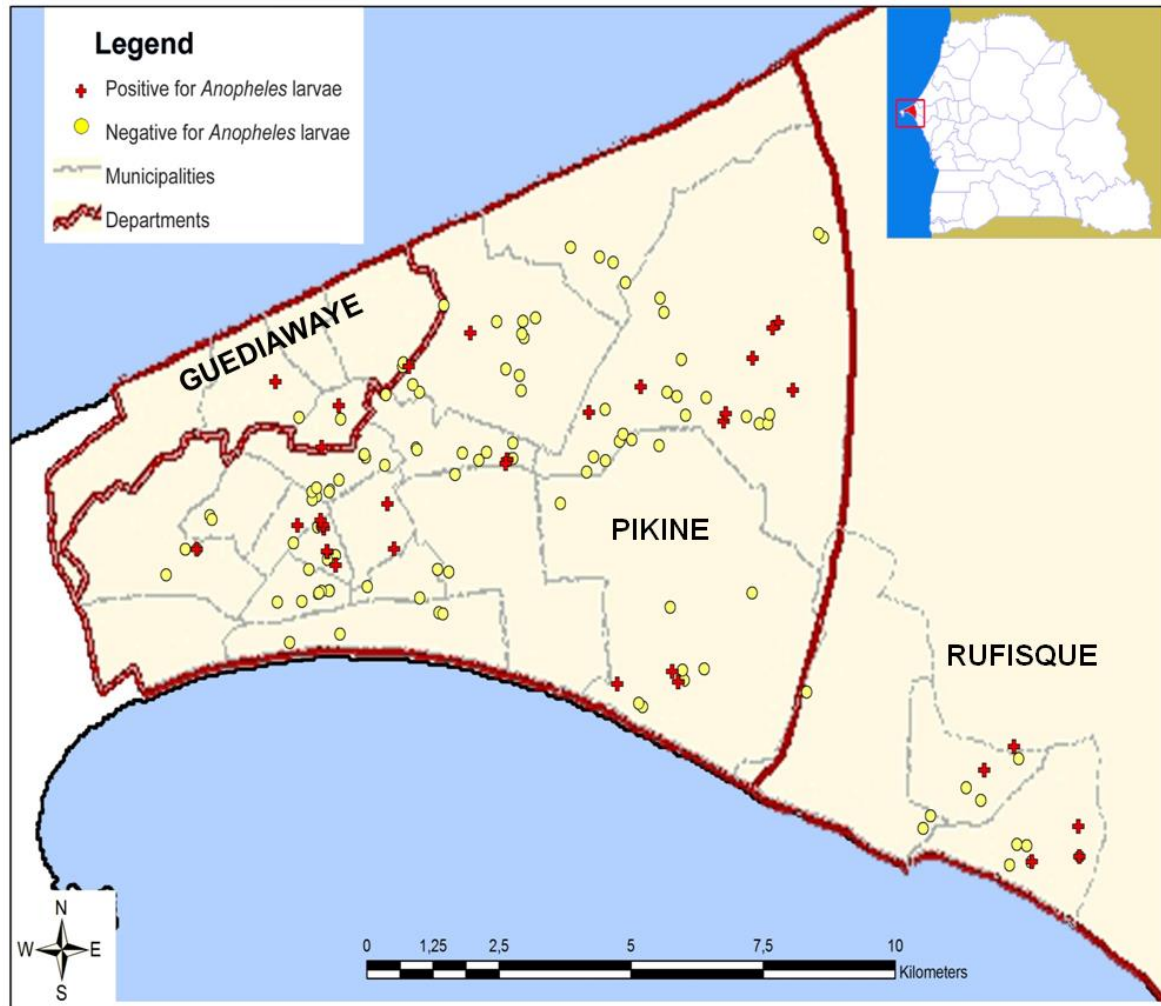 Legend
Positive for Anopheles larvae
Negative for Anopheles larvae
Municipalities
Departments
GUEDIAWAYE
PIKINE
RUFISQUE
N
W E
S
0 1,25 2,5 5 7,5 10
Kilometers